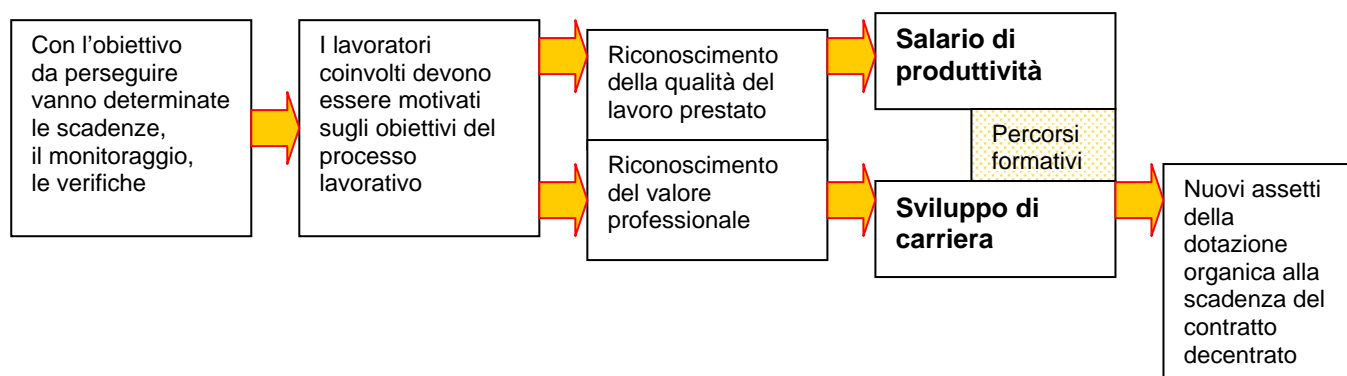 Con l’obiettivo
da perseguire
vanno determinate
le scadenze,
il monitoraggio,
le verifiche
I lavoratori
coinvolti devono
essere motivati
sugli obiettivi del
processo
lavorativo
Riconoscimento
della qualità del
lavoro prestato
Riconoscimento
del valore
professionale
Salario di
produttività
Percorsi
formativi
Sviluppo di
carriera
Nuovi assetti
della
dotazione
organica alla
scadenza del
contratto
decentrato